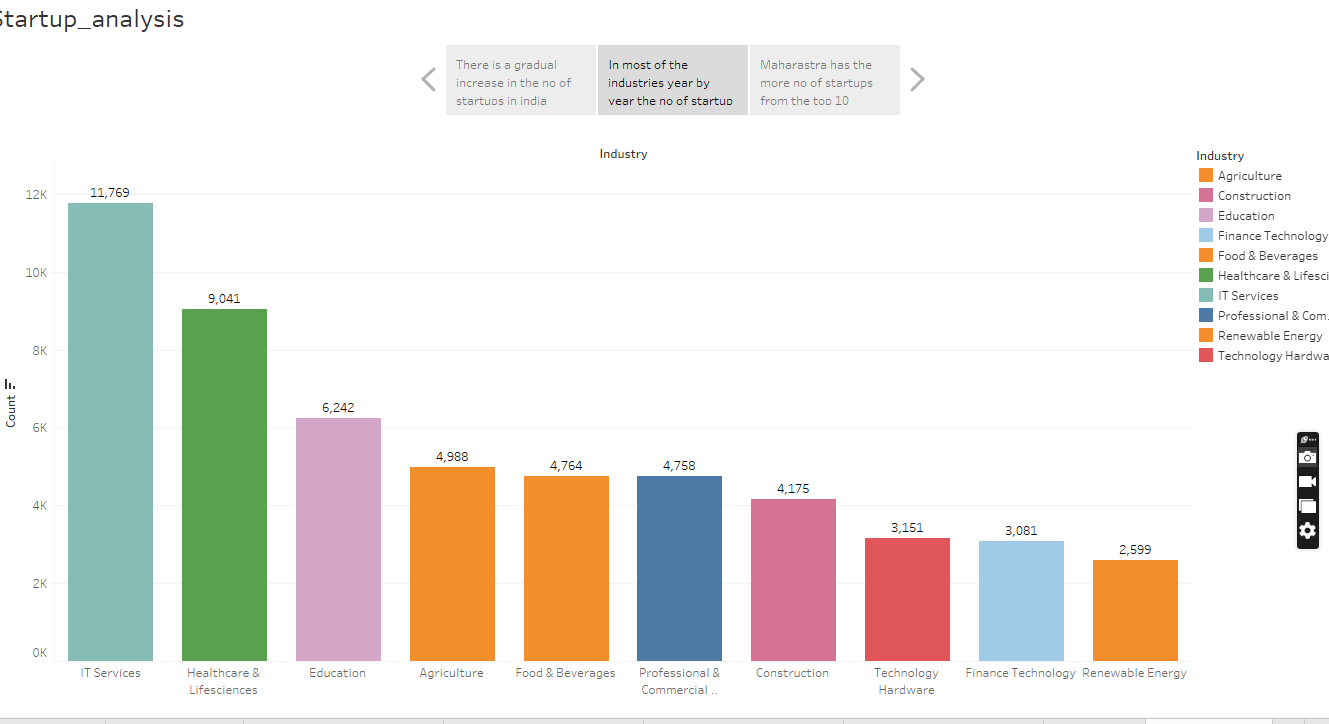 Startup_analysis
There is a gradual
increase in the no of
startups in india
In most of the
industries year by
year the no of startup
Maharastra has the
more no of startups
from the top 10
Industry
12K
10K
8K
6K
4K
2K
0K
Count
11,769
9,041
6,242
4,988
4,764
4,758
4,175
3,151
3,081
2,599
IT Services
Healthcare &
Lifesciences
Education
Agriculture
Food & Beverages
Professional &
Commercial ..
Construction
Technology
Hardware
Finance Technology
Renewable Energy
Industry
Agriculture
Construction
Education
Finance Technology
Food & Beverages
Healthcare & Lifesci
IT Services
Professional & Com.
Renewable Energy
Technology Hardwa